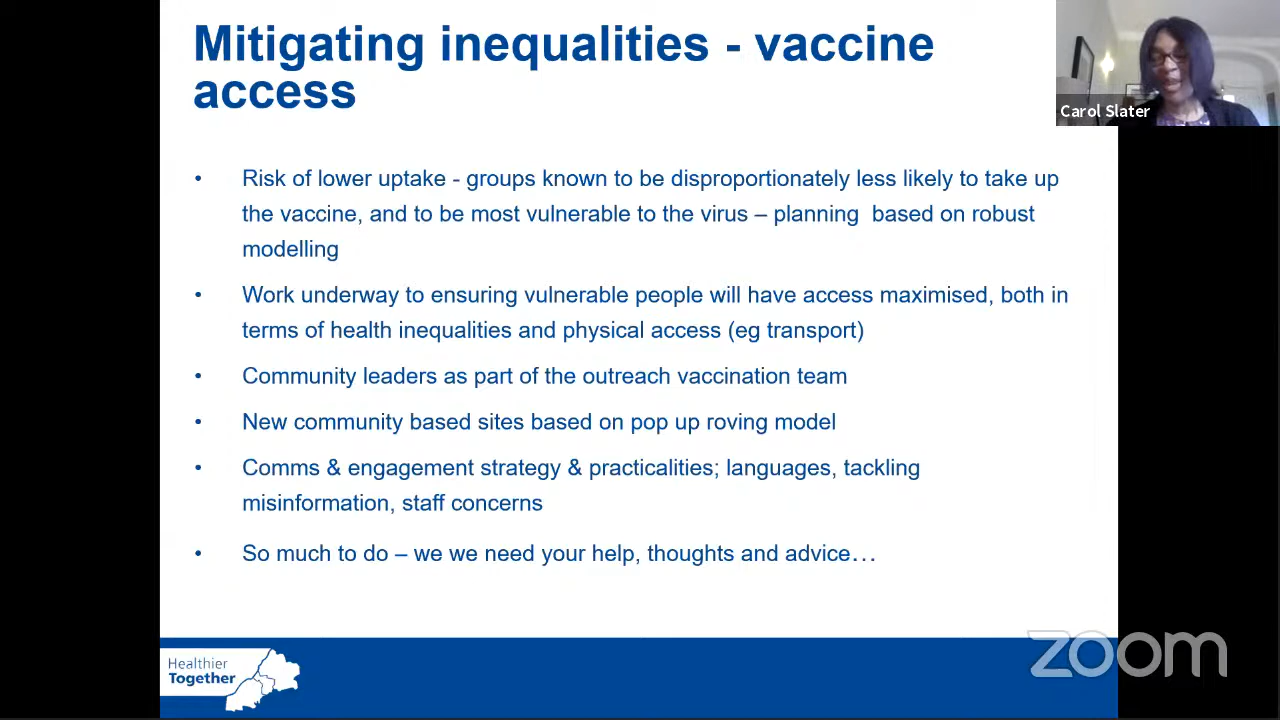 Mitigating inequalities - vaccine
access
Carol Slater
• Risk of lower uptake - groups known to be disproportionately less likely to take up
the vaccine, and to be most vulnerable to the virus – planning  based on robust
modelling
• Work underway to ensuring vulnerable people will have access maximised, both in
terms of health inequalities and physical access (eg transport)
• Community leaders as part of the outreach vaccination team
• New community based sites based on pop up roving model
• Comms & engagement strategy & practicalities; languages, tackling
misinformation, staff concerns
• So much to do – we we need your help, thoughts and advice…
Healthier
Together
zoom